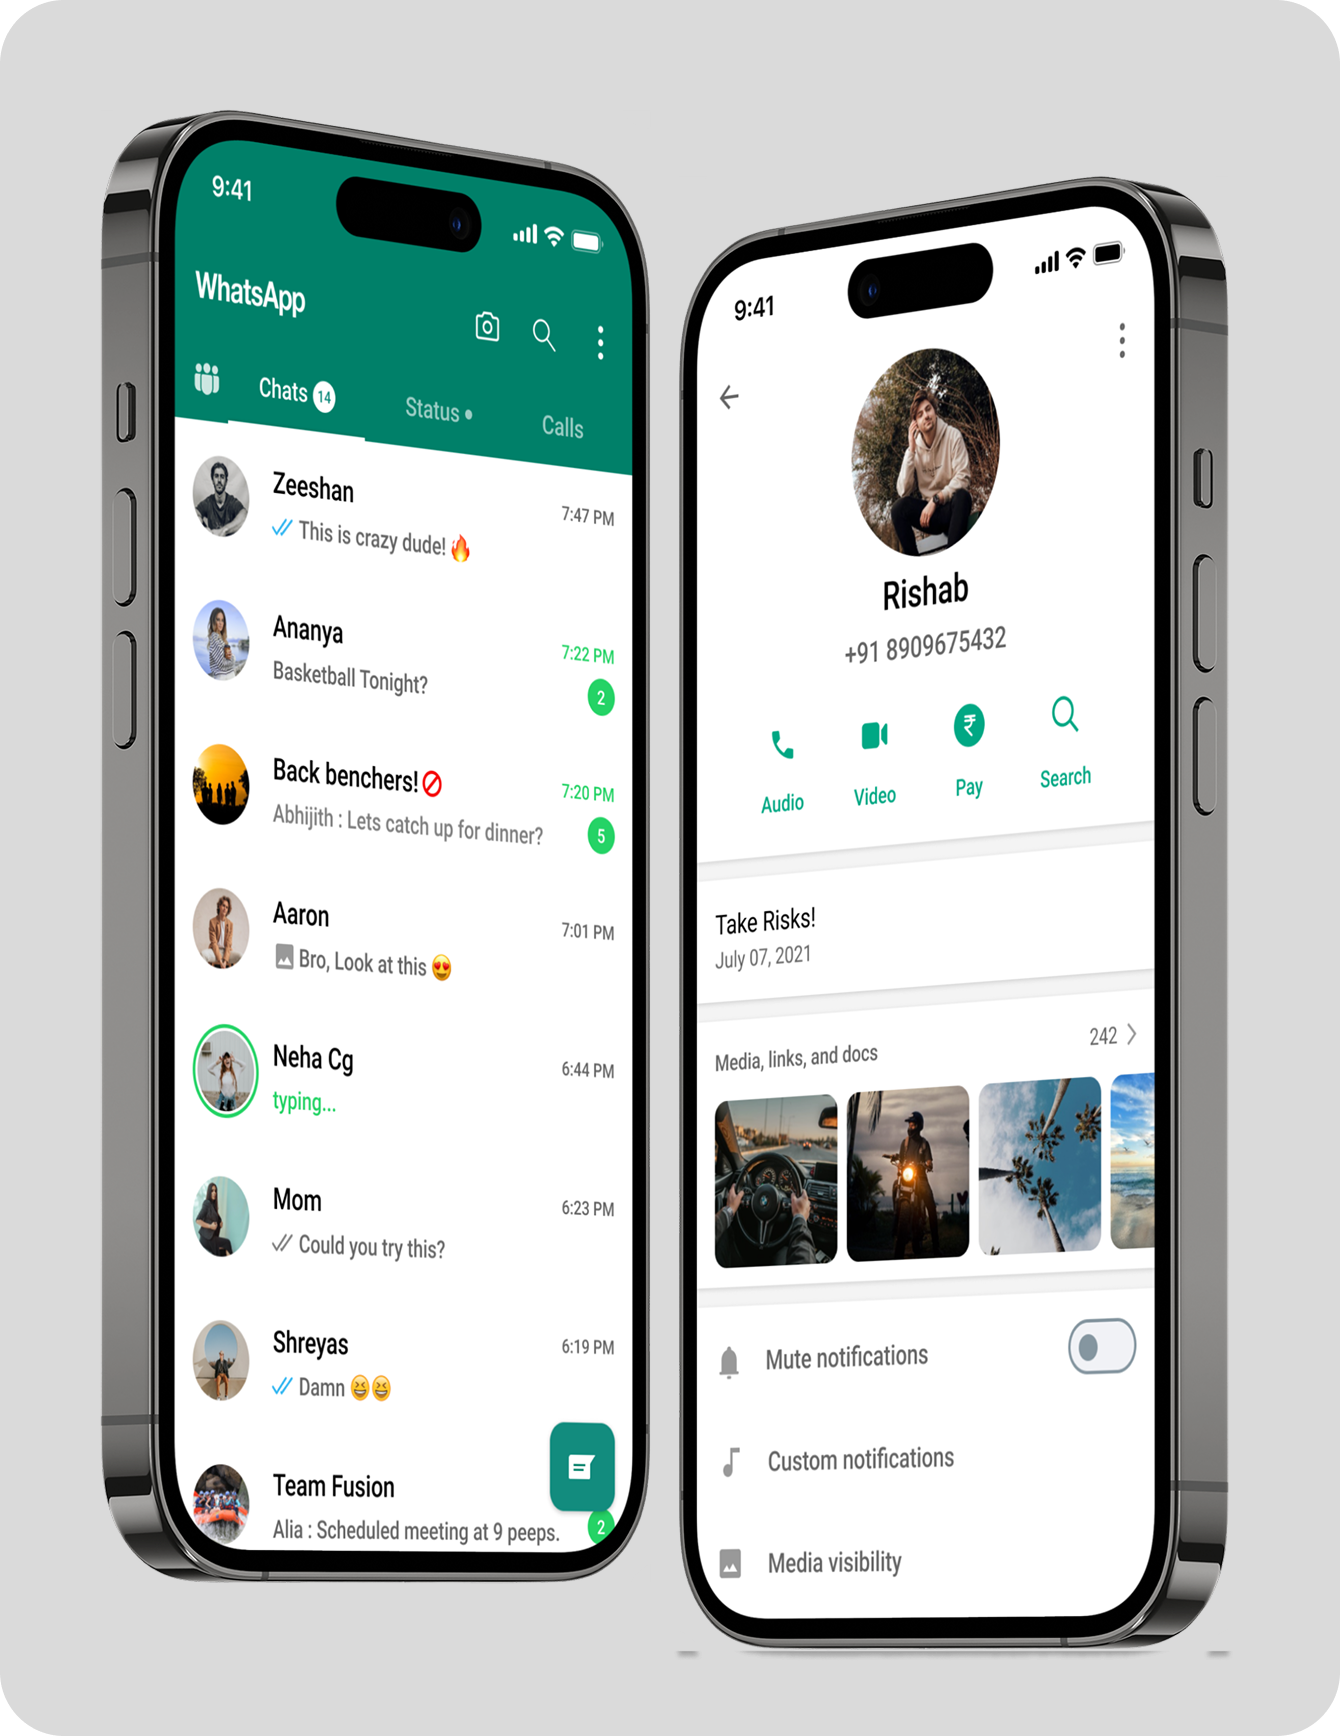 9:41
WhatsApp
Chats 14
Status
Calls
Zeeshan
7:47 PM
This is crazy dude! 🔥
Ananya
7:22 PM
Basketball Tonight?
2
Back benchers!🚫
7:20 PM
Abhijith : Lets catch up for dinner?
5
Aaron
7:01 PM
Bro, Look at this 😍
Neha Cg
6:44 PM
typing...
Mom
6:23 PM
Could you try this?
Shreyas
6:19 PM
Damn 😆😆
Team Fusion
Alia : Scheduled meeting at 9 peeps.
2
9:41
Rishab
+91 8909675432
₹
Audio
Video
Pay
Search
Take Risks!
July 07, 2021
Media, links, and docs
242
Mute notifications
Custom notifications
Media visibility